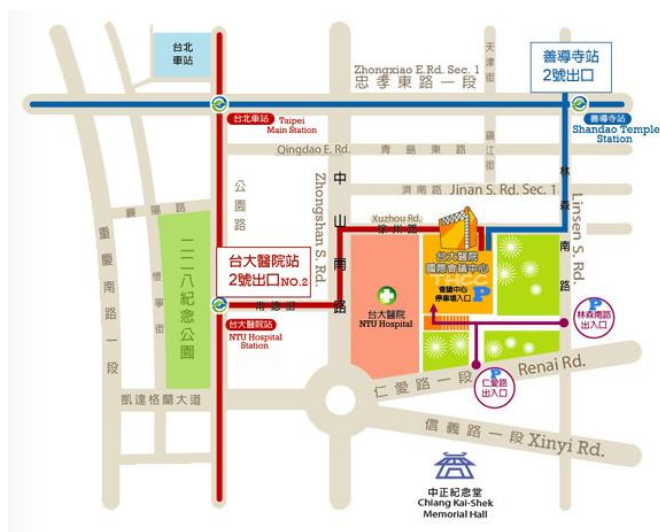 台北
車站
Zhongxiao E.Rd. Sec. 1
忠孝東路一段
天津街
善導寺站
2號出口
台北車站
Taipei
Main Station
善導寺站
Shandao Temple
Station
Qingdao E. Rd.
青島東路
鎮江街
林森南路
Linsen S. Rd.
濟南路
Jinan S. Rd. Sec. 1
公園路
Zhongshan S. Rd.
中山南路
Xuzhou Rd.
徐州路
襄陽路
重慶南路一段
懷寧街
二二八紀念公園
台大醫院站
2號出口NO.2
台大醫院
國際會議中心
THCC
會議中心
停車場入口
P
常德街
台大醫院站
NTU Hospital
Station
台大醫院
NTU Hospital
P
林森南路
出入口
P
仁愛路
出入口
仁愛路一段
Renai Rd.
凱達格蘭大道
信義路一段 Xinyi Rd.
中正紀念堂
Chiang Kai-Shek
Memorial Hall